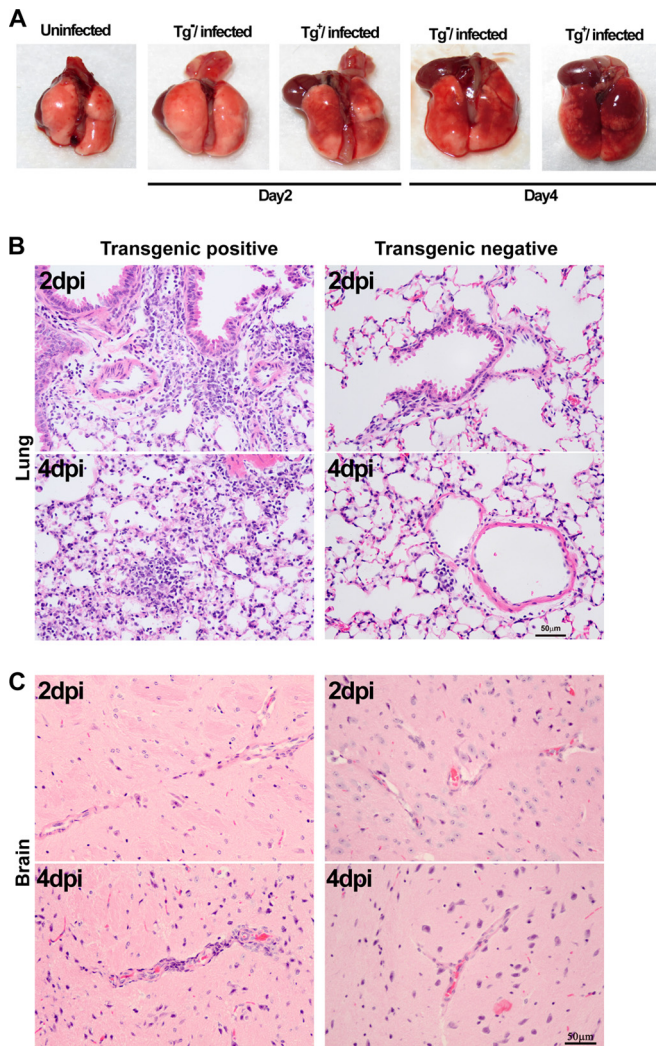 A
Uninfected
Tg⁻/ infected
Tg⁺/ infected
Tg⁻/ infected
Tg⁺/ infected
Day2
Day4
B
Transgenic positive
Transgenic negative
Lung
2dpi
2dpi
4dpi
4dpi
50µm
C
Brain
2dpi
2dpi
4dpi
4dpi
50µm